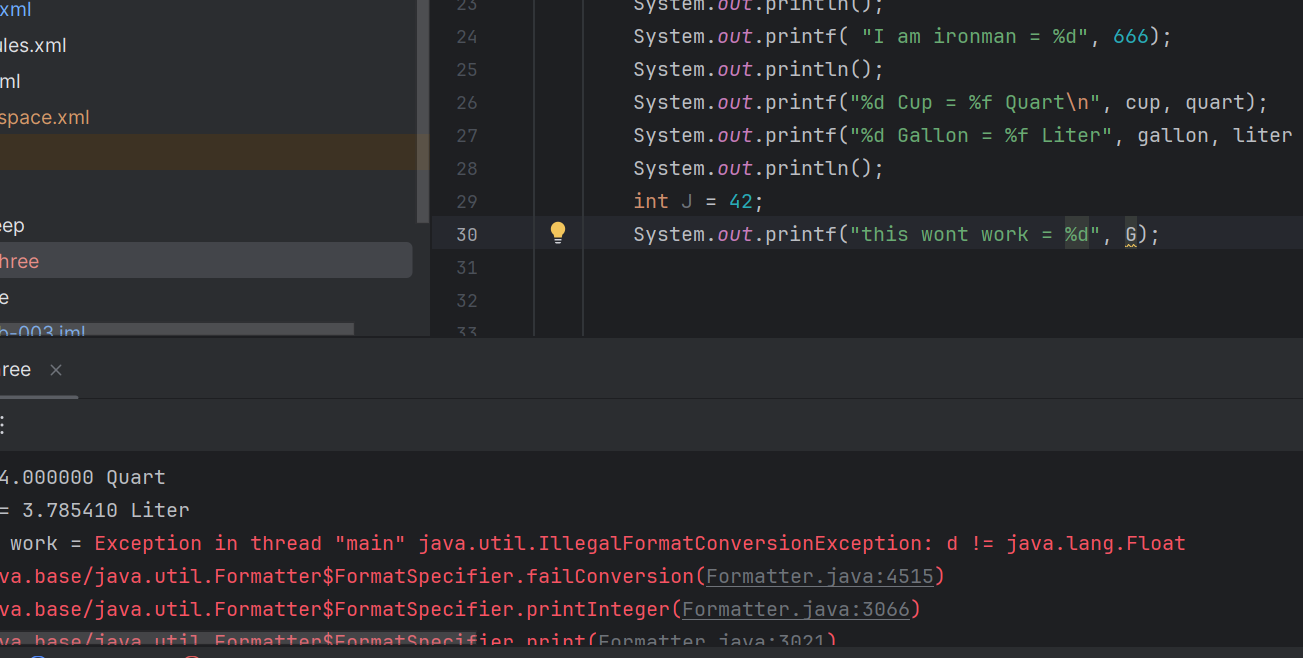 xml
ules.xml
ml
space.xml
eep
hree
e
b-003.iml
23 System.out.println();
24 System.out.printf( "I am ironman = %d", 666);
25 System.out.println();
26 System.out.printf("%d Cup = %f Quart\n", cup, quart);
27 System.out.printf("%d Gallon = %f Liter", gallon, liter
28 System.out.println();
29 int J = 42;
30 System.out.printf("this wont work = %d", G);
31
32
33
ree ×
4.000000 Quart
= 3.785410 Liter
work = Exception in thread "main" java.util.IllegalFormatConversionException: d != java.lang.Float
va.base/java.util.Formatter$FormatSpecifier.failConversion(Formatter.java:4515)
va.base/java.util.Formatter$FormatSpecifier.printInteger(Formatter.java:3066)
va.base/java.util.Formatter$FormatSpecifier.print(Formatter.java:3021)